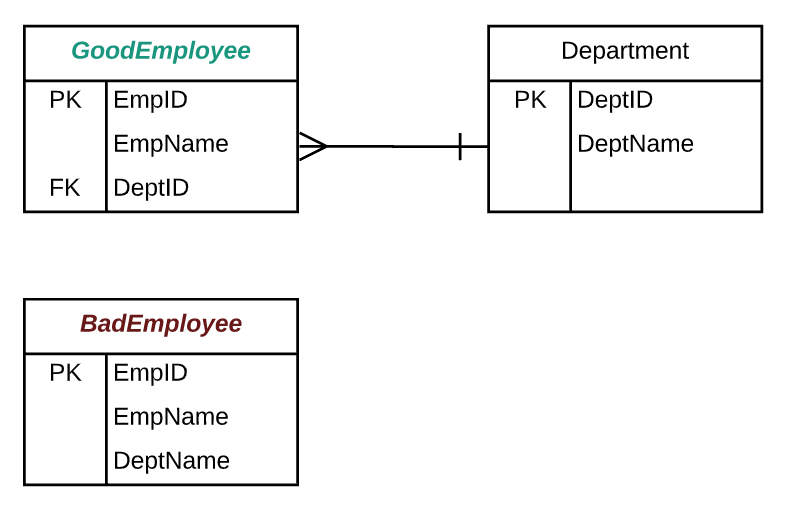 GoodEmployee
PK EmpID
EmpName
FK DeptID
Department
PK DeptID
DeptName
BadEmployee
PK EmpID
EmpName
DeptName